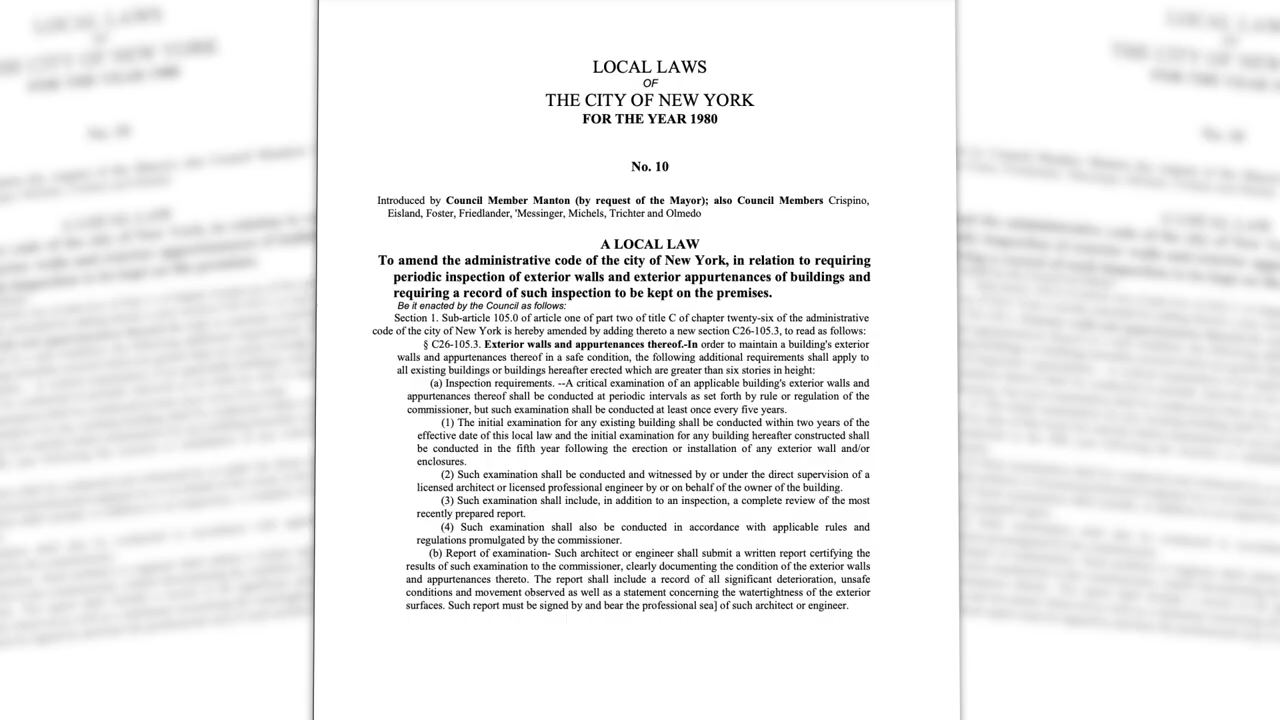 LOCAL LAWS
OF
THE CITY OF NEW YORK
FOR THE YEAR 1980
No. 10
Introduced by Council Member Manton (by request of the Mayor); also Council Members Crispino,
Eisland, Foster, Friedlander, 'Messinger, Michels, Trichter and Olmedo
A LOCAL LAW
To amend the administrative code of the city of New York, in relation to requiring
periodic inspection of exterior walls and exterior appurtenances of buildings and
requiring a record of such inspection to be kept on the premises.
Be it enacted by the Council as follows:
Section 1. Sub-article 105.0 of article one of part two of title C of chapter twenty-six of the administrative
code of the city of New York is hereby amended by adding thereto a new section C26-105.3, to read as follows:
§ C26-105.3. Exterior walls and appurtenances thereof.-In order to maintain a building's exterior
walls and appurtenances thereof in a safe condition, the following additional requirements shall apply to
all existing buildings or buildings hereafter erected which are greater than six stories in height:
(a) Inspection requirements. --A critical examination of an applicable building's exterior walls and
appurtenances thereof shall be conducted at periodic intervals as set forth by rule or regulation of the
commissioner, but such examination shall be conducted at least once every five years.
(1) The initial examination for any existing building shall be conducted within two years of the
effective date of this local law and the initial examination for any building hereafter constructed shall
be conducted in the fifth year following the erection or installation of any exterior wall and/or
enclosures.
(2) Such examination shall be conducted and witnessed by or under the direct supervision of a
licensed architect or licensed professional engineer by or on behalf of the owner of the building.
(3) Such examination shall include, in addition to an inspection, a complete review of the most
recently prepared report.
(4) Such examination shall also be conducted in accordance with applicable rules and
regulations promulgated by the commissioner.
(b) Report of examination- Such architect or engineer shall submit a written report certifying the
results of such examination to the commissioner, clearly documenting the condition of the exterior walls
and appurtenances thereto. The report shall include a record of all significant deterioration, unsafe
conditions and movement observed as well as a statement concerning the watertightness of the exterior
surfaces. Such report must be signed by and bear the professional sea] of such architect or engineer.